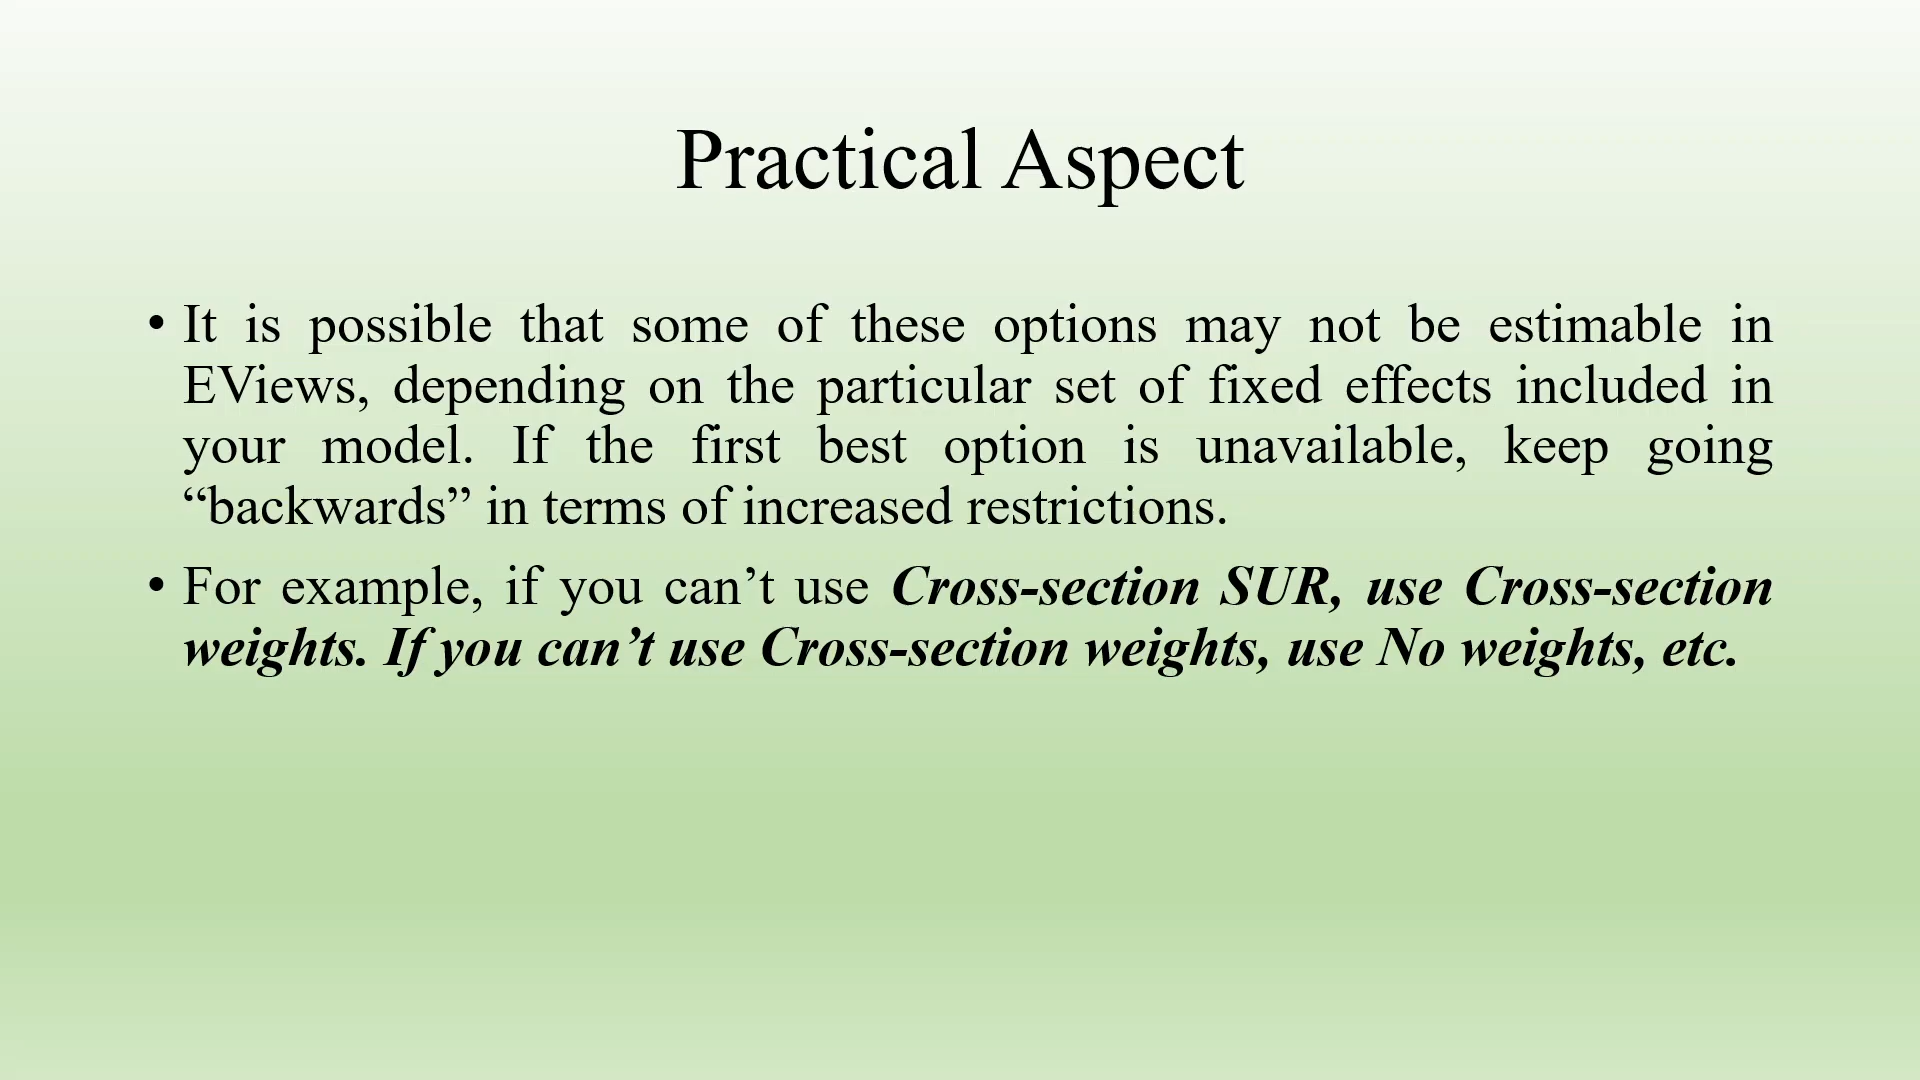 Practical Aspect
• It is possible that some of these options may not be estimable in
EViews, depending on the particular set of fixed effects included in
your model. If the first best option is unavailable, keep going
“backwards” in terms of increased restrictions.
• For example, if you can’t use Cross-section SUR, use Cross-section
weights. If you can’t use Cross-section weights, use No weights, etc.